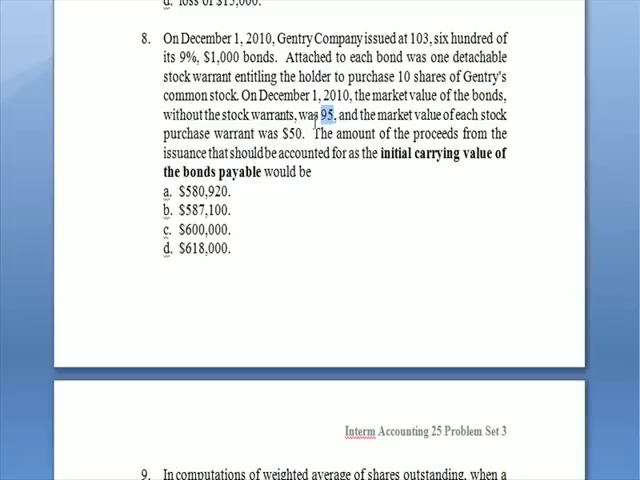 d. loss of $15,000.
8. On December 1, 2010, Gentry Company issued at 103, six hundred of
its 9%, $1,000 bonds. Attached to each bond was one detachable
stock warrant entitling the holder to purchase 10 shares of Gentry's
common stock. On December 1, 2010, the market value of the bonds,
without the stock warrants, was 95, and the market value of each stock
purchase warrant was $50. The amount of the proceeds from the
issuance that should be accounted for as the initial carrying value of
the bonds payable would be
a. $580,920.
b. $587,100.
c. $600,000.
d. $618,000.
Interm Accounting 25 Problem Set 3
9. In computations of weighted average of shares outstanding, when a